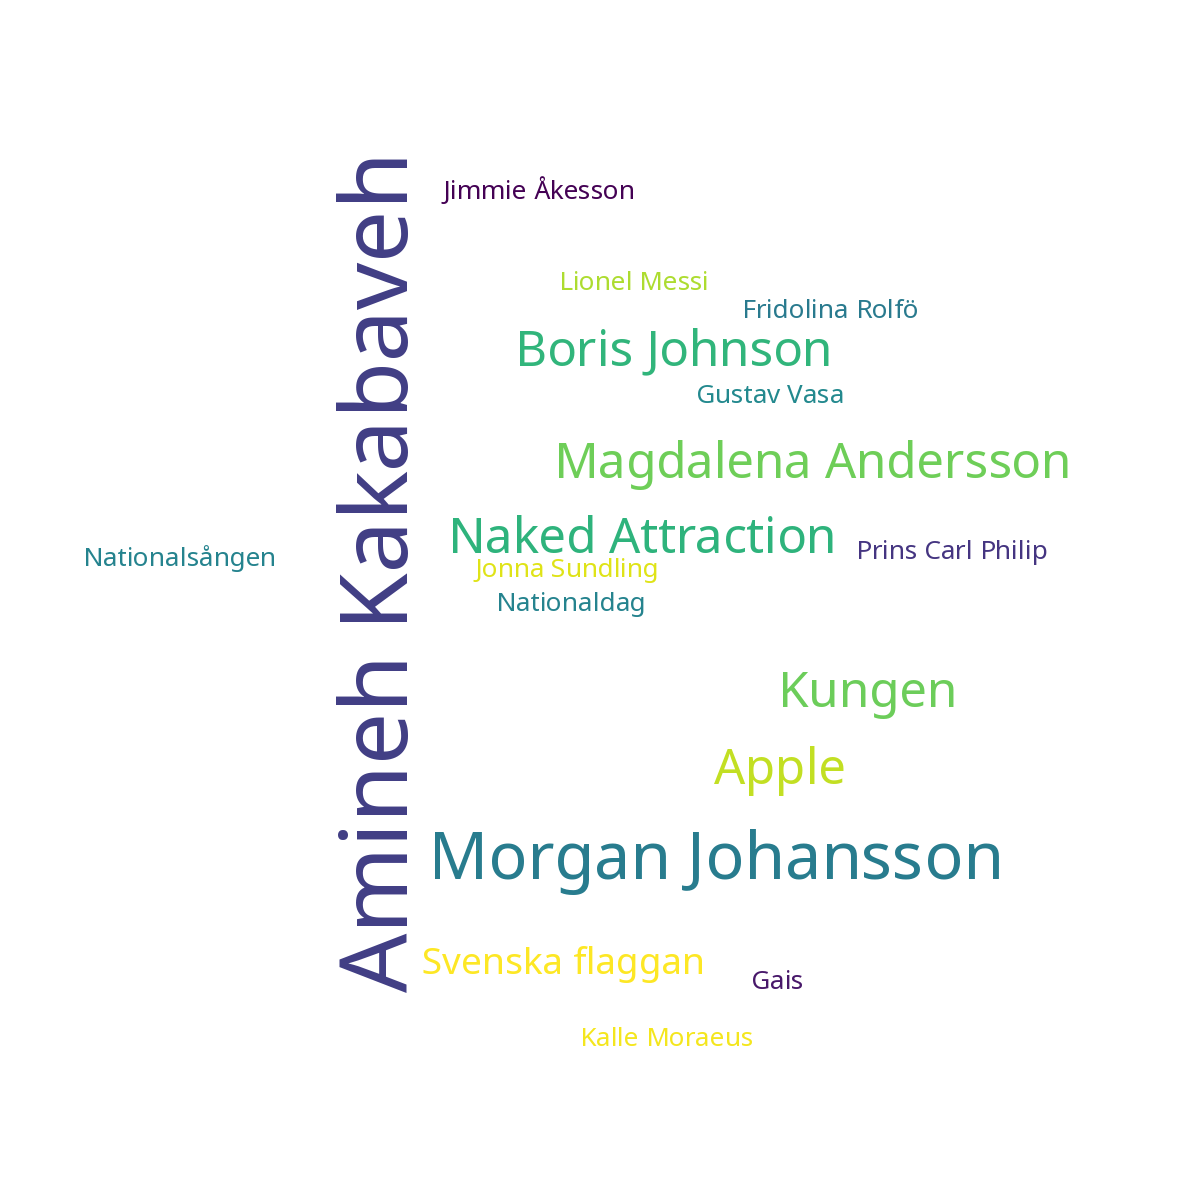 Amineh Kakabaveh
Jimmie Åkesson
Lionel Messi
Fridolina Rolfö
Boris Johnson
Gustav Vasa
Magdalena Andersson
Naked Attraction
Prins Carl Philip
Nationalsången
Jonna Sundling
Nationaldag
Kungen
Apple
Morgan Johansson
Svenska flaggan
Gais
Kalle Moraeus